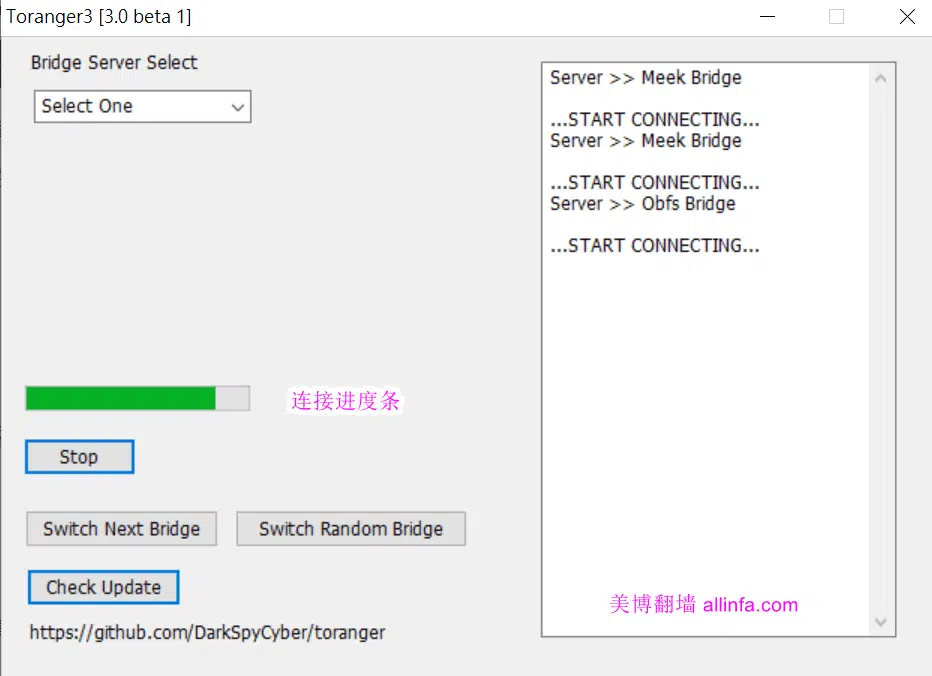 Toranger3 [3.0 beta 1]
Bridge Server Select
Select One
Server >> Meek Bridge
...START CONNECTING...
Server >> Meek Bridge
...START CONNECTING...
Server >> Obfs Bridge
...START CONNECTING...
连接进度条
Stop
Switch Next Bridge
Switch Random Bridge
Check Update
美博翻墙 allinfa.com
https://github.com/DarkSpyCyber/toranger